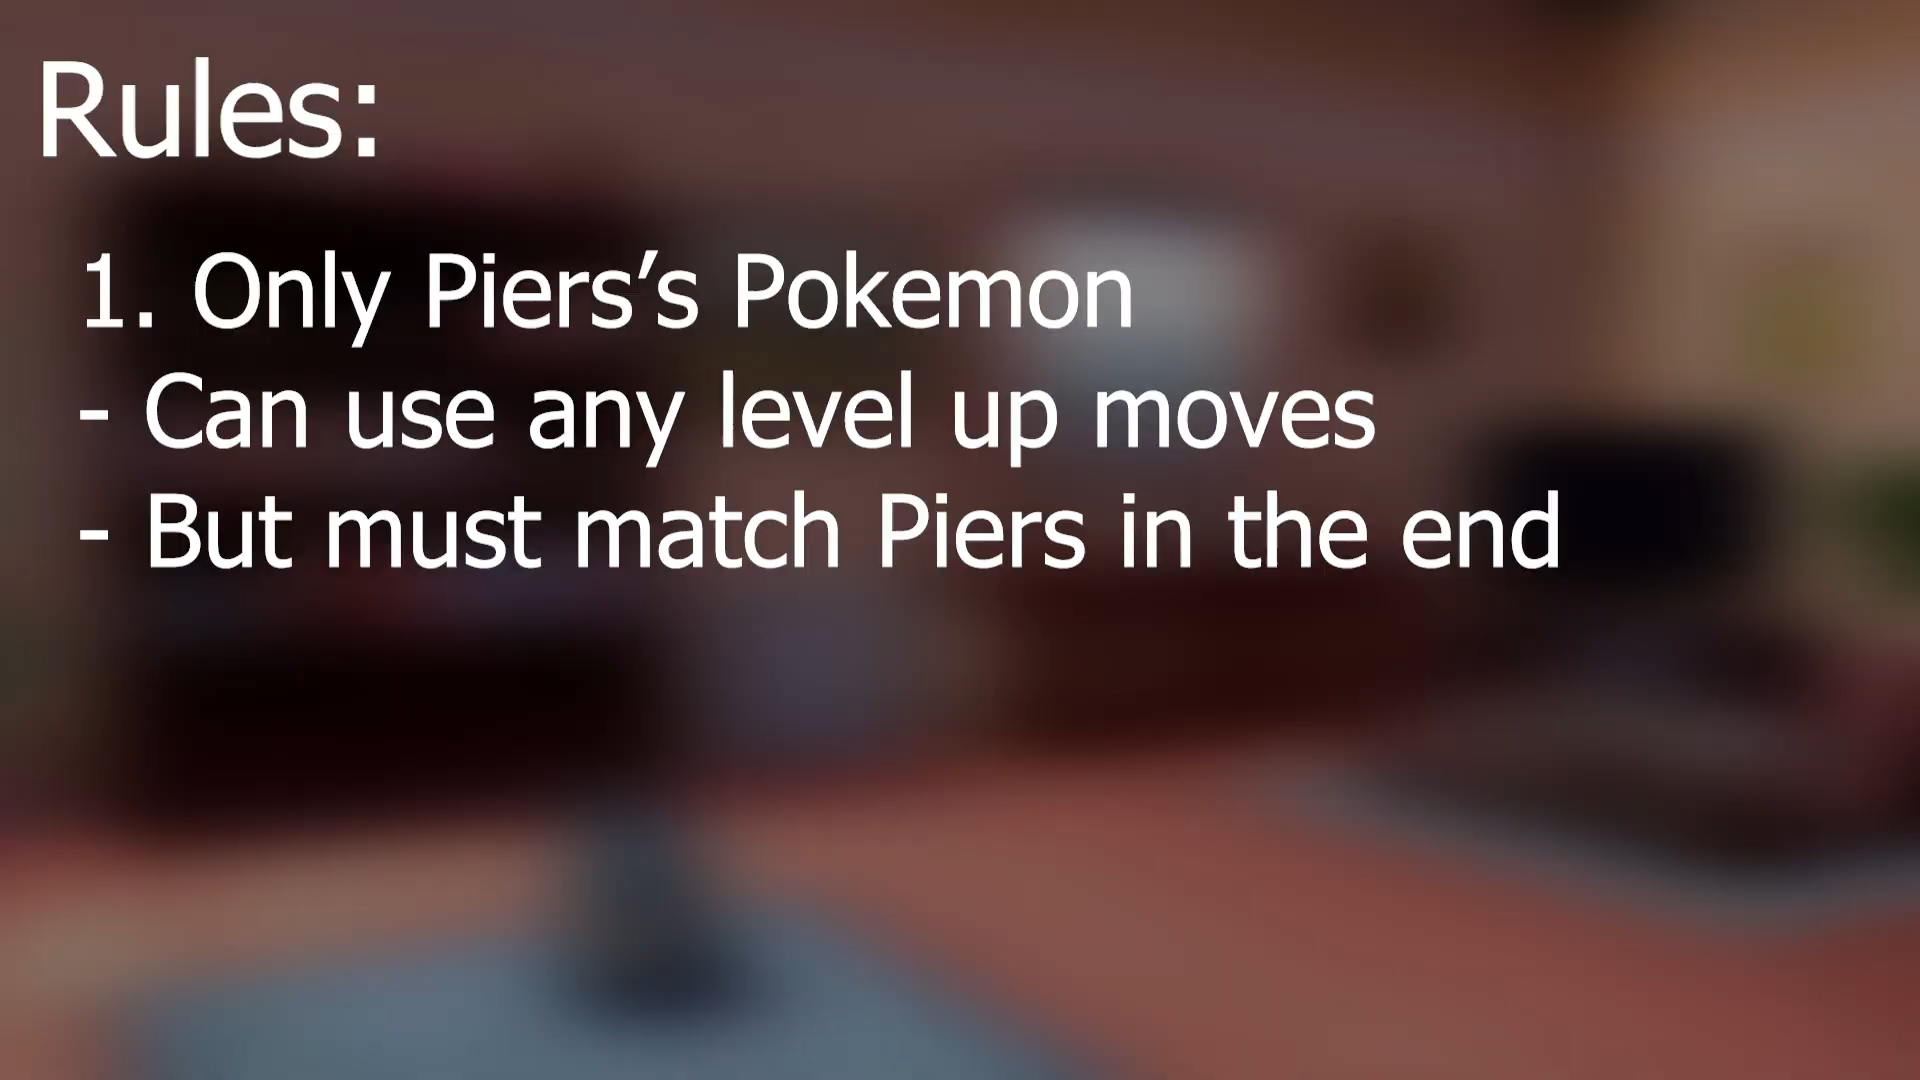 Rules:
1. Only Piers’s Pokemon
- Can use any level up moves
- But must match Piers in the end